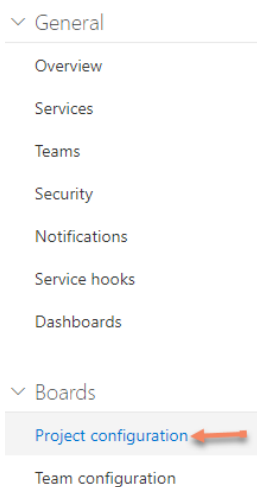 General
Overview
Services
Teams
Security
Notifications
Service hooks
Dashboards
Boards
Project configuration
Team configuration